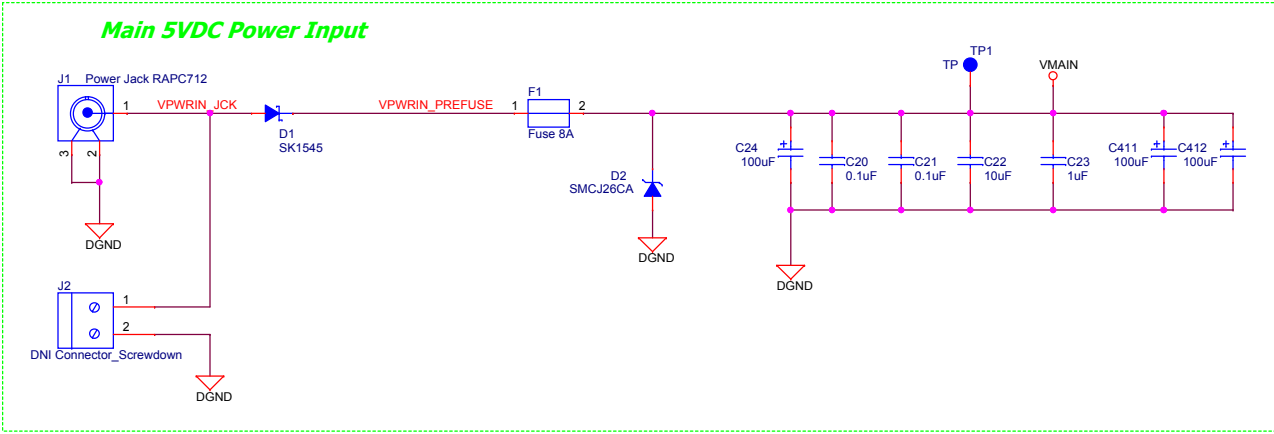 Main 5VDC Power Input
J1 Power Jack RAPC712
1
VPWRIN_JCK
3
2
DGND
D1
SK1545
VPWRIN_PREFUSE
1
F1
2
Fuse 8A
D2
SMCJ26CA
DGND
TP1
TP
VMAIN
C24
100uF
+
C20
0.1uF
C21
0.1uF
C22
10uF
C23
1uF
C411
100uF
+
C412
100uF
+
DGND
J2
1
2
DNI Connector_Screwdown
DGND